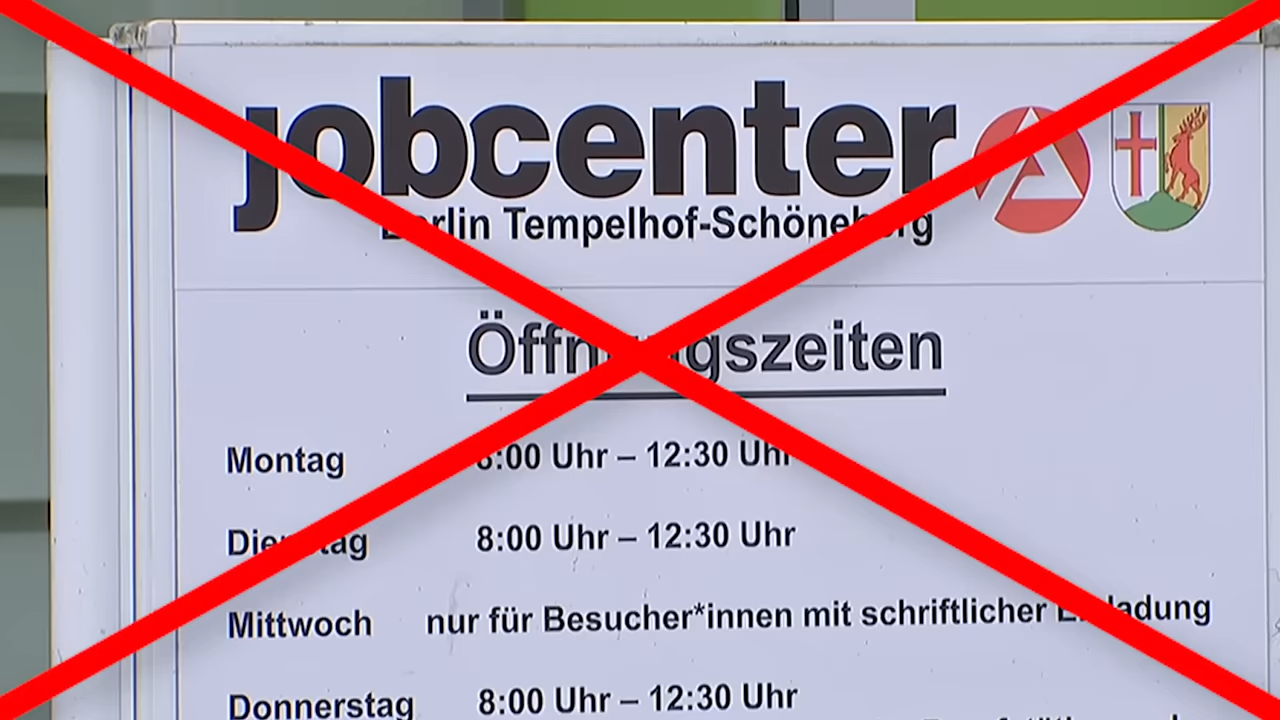 jobcenter
Berlin Tempelhof-Schöneberg
Öffnungszeiten
Montag 8:00 Uhr – 12:30 Uhr
Dienstag 8:00 Uhr – 12:30 Uhr
Mittwoch nur für Besucher*innen mit schriftlicher Einladung
Donnerstag 8:00 Uhr – 12:30 Uhr